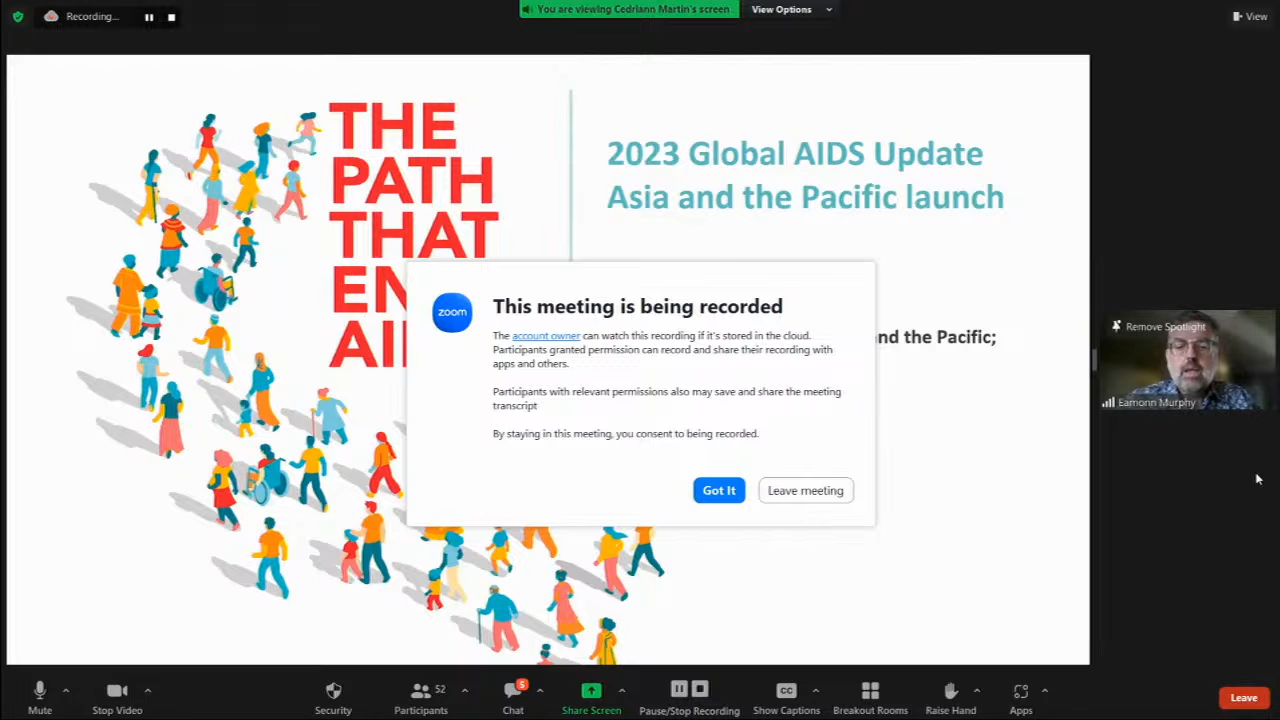 Recording...
You are viewing Cedriann Martin's screen
View Options
View
THE
PATH
THAT
EN
AI
2023 Global AIDS Update
Asia and the Pacific launch
nd the Pacific;
zoom
This meeting is being recorded
The account owner can watch this recording if it's stored in the cloud.
Participants granted permission can record and share their recording with
apps and others.
Participants with relevant permissions also may save and share the meeting
transcript
By staying in this meeting, you consent to being recorded.
Got It
Leave meeting
Remove Spotlight
Eamonn Murphy
Mute
Stop Video
Security
52
Participants
5
Chat
Share Screen
Pause/Stop Recording
CC
Show Captions
Breakout Rooms
Raise Hand
Apps
Leave